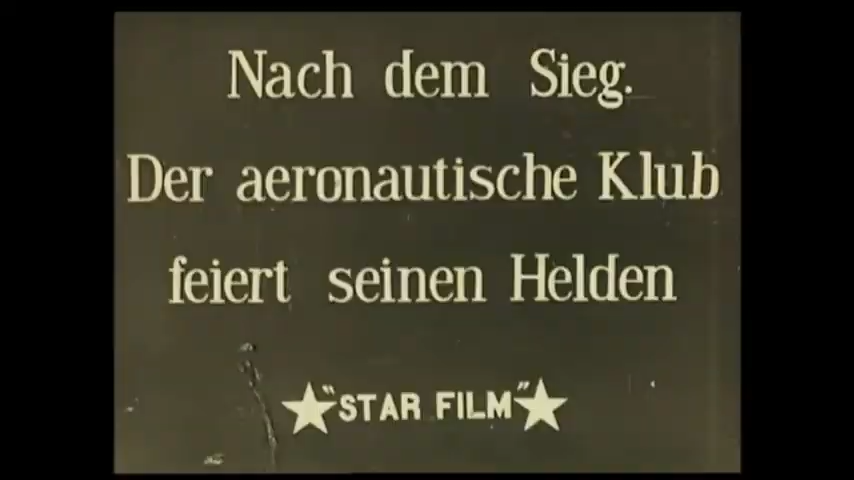 Nach dem Sieg.
Der aeronautische Klub
feiert seinen Helden
"STAR FILM"